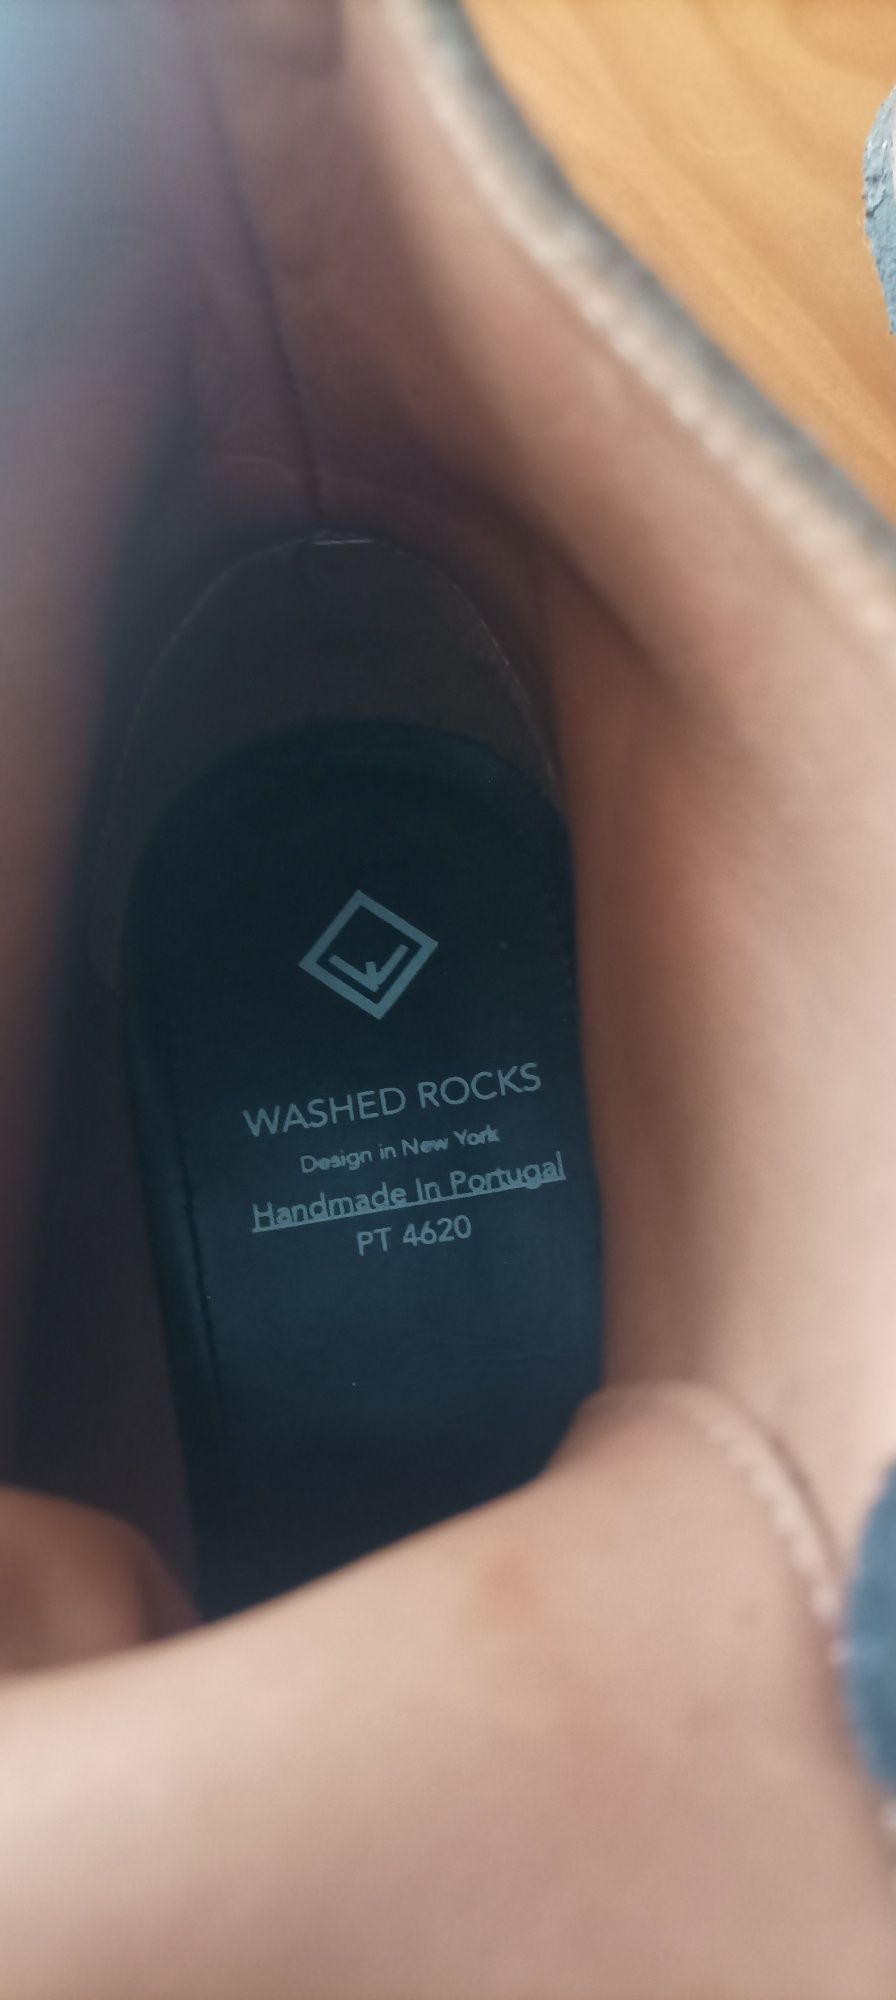 WASHED ROCKS
Design in New York
Handmade In Portugal
PT 4620